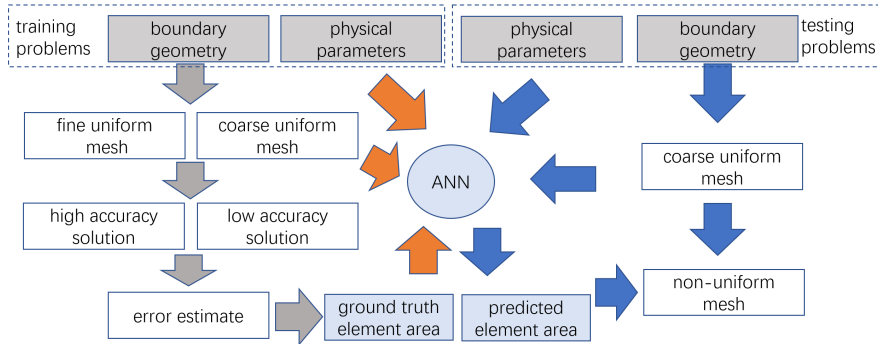 training
problems
boundary
geometry
physical
parameters
physical
parameters
boundary
geometry
testing
problems
fine uniform
mesh
coarse uniform
mesh
ANN
coarse uniform
mesh
high accuracy
solution
low accuracy
solution
error estimate
ground truth
element area
predicted
element area
non-uniform
mesh